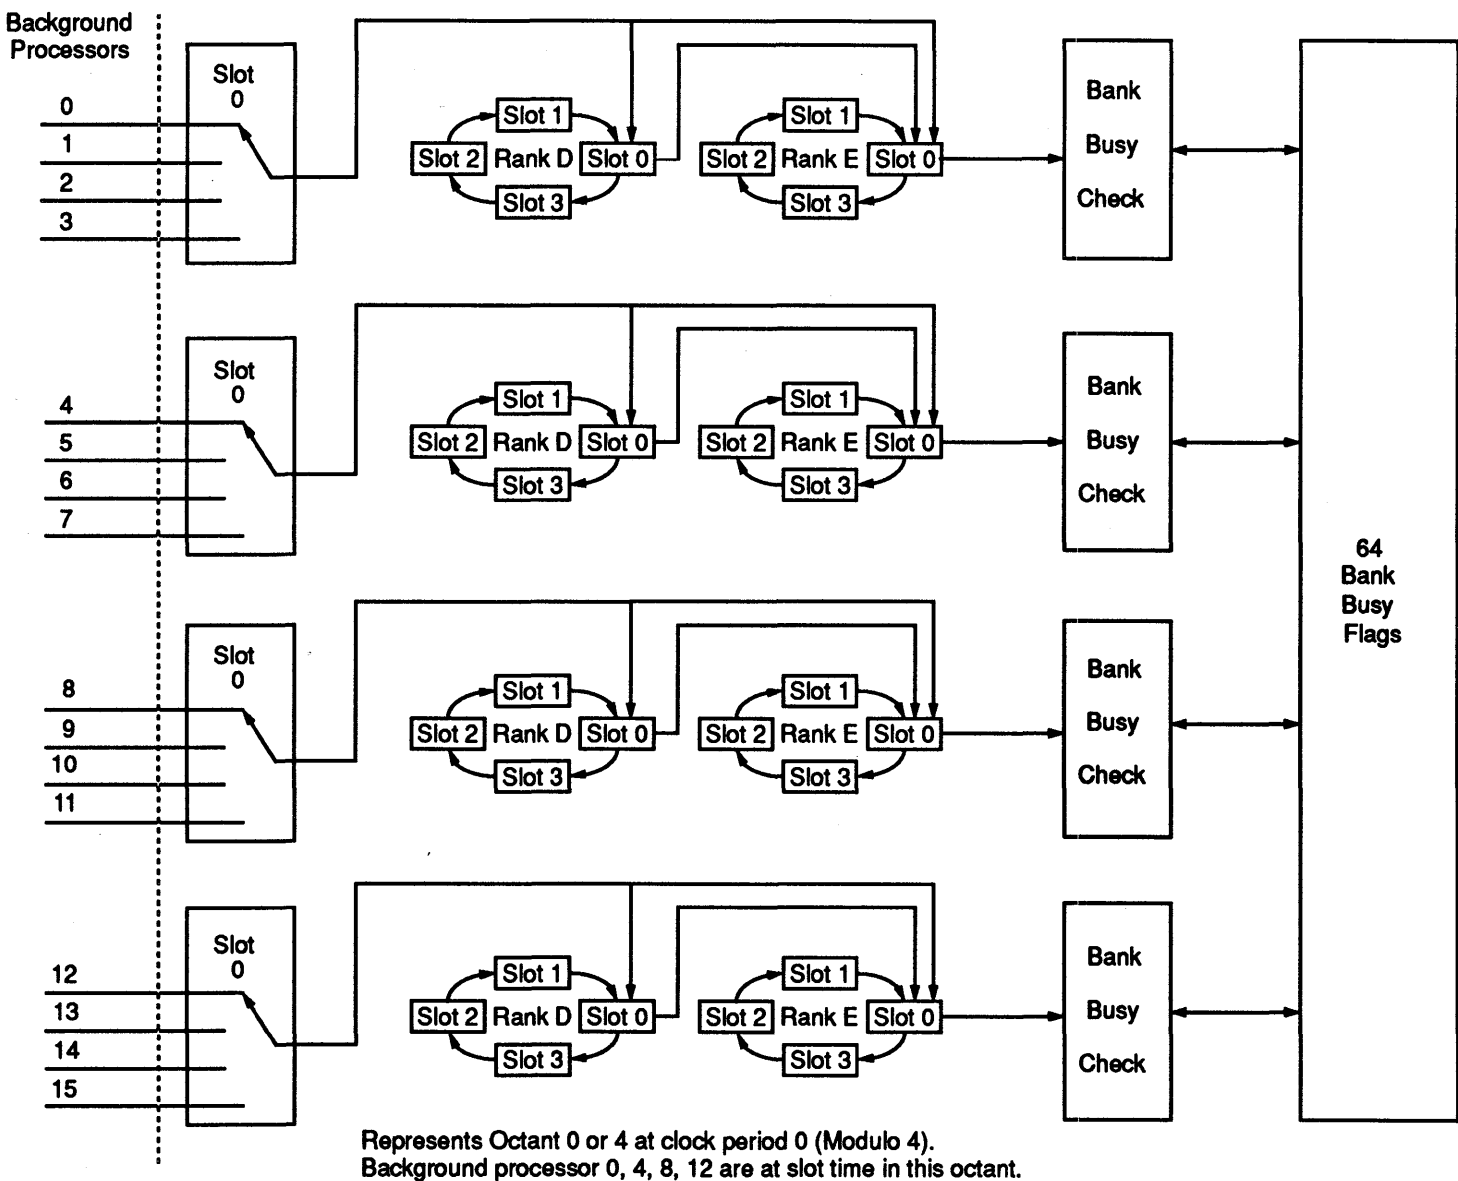 Background
Processors
Slot
0
0
1
2
3
Slot 1
Slot 2 Rank D Slot 0
Slot 3
Slot 1
Slot 2 Rank E Slot 0
Slot 3
Bank
Busy
Check
Slot
0
4
5
6
7
Slot 1
Slot 2 Rank D Slot 0
Slot 3
Slot 1
Slot 2 Rank E Slot 0
Slot 3
Bank
Busy
Check
Slot
0
8
9
10
11
Slot 1
Slot 2 Rank D Slot 0
Slot 3
Slot 1
Slot 2 Rank E Slot 0
Slot 3
Bank
Busy
Check
Slot
0
12
13
14
15
Slot 1
Slot 2 Rank D Slot 0
Slot 3
Slot 1
Slot 2 Rank E Slot 0
Slot 3
Bank
Busy
Check
64
Bank
Busy
Flags
Represents Octant 0 or 4 at clock period 0 (Modulo 4).
Background processor 0, 4, 8, 12 are at slot time in this octant.